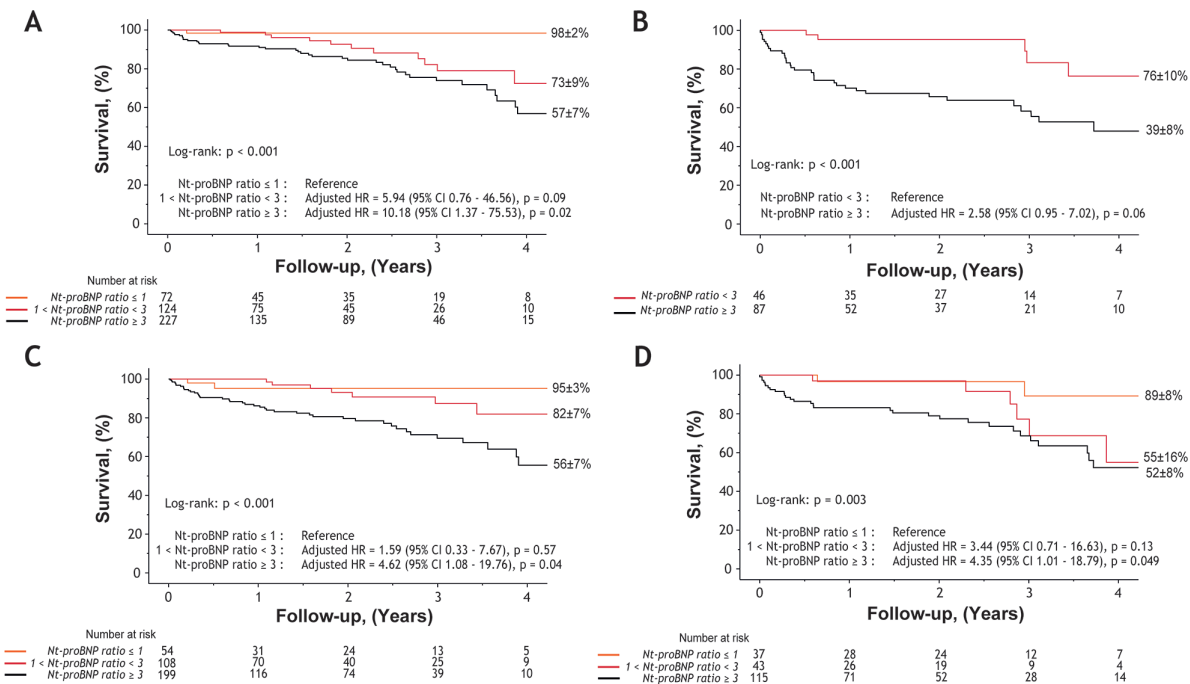 A
Survival, (%)
100
80
60
40
20
0
98±2%
73±9%
57±7%
Log-rank: p < 0.001
Nt-proBNP ratio ≤ 1 : Reference
1 < Nt-proBNP ratio < 3 : Adjusted HR = 5.94 (95% CI 0.76 - 46.56), p = 0.09
Nt-proBNP ratio ≥ 3 : Adjusted HR = 10.18 (95% CI 1.37 - 75.53), p = 0.02
0 1 2 3 4
Follow-up, (Years)
Number at risk
Nt-proBNP ratio ≤ 1 72 45 35 19 8
1 < Nt-proBNP ratio < 3 124 75 45 26 10
Nt-proBNP ratio ≥ 3 227 135 89 46 15
B
Survival, (%)
100
80
60
40
20
0
76±10%
39±8%
Log-rank: p < 0.001
Nt-proBNP ratio < 3 : Reference
Nt-proBNP ratio ≥ 3 : Adjusted HR = 2.58 (95% CI 0.95 - 7.02), p = 0.06
0 1 2 3 4
Follow-up, (Years)
Nt-proBNP ratio < 3 46 35 27 14 7
Nt-proBNP ratio ≥ 3 87 52 37 21 10
C
Survival, (%)
100
80
60
40
20
0
95±3%
82±7%
56±7%
Log-rank: p < 0.001
Nt-proBNP ratio ≤ 1 : Reference
1 < Nt-proBNP ratio < 3 : Adjusted HR = 1.59 (95% CI 0.33 - 7.67), p = 0.57
Nt-proBNP ratio ≥ 3 : Adjusted HR = 4.62 (95% CI 1.08 - 19.76), p = 0.04
0 1 2 3 4
Follow-up, (Years)
Number at risk
Nt-proBNP ratio ≤ 1 54 31 24 13 5
1 < Nt-proBNP ratio < 3 108 70 40 25 9
Nt-proBNP ratio ≥ 3 199 116 74 39 10
D
Survival, (%)
100
80
60
40
20
0
89±8%
55±16%
52±8%
Log-rank: p = 0.003
Nt-proBNP ratio ≤ 1 : Reference
1 < Nt-proBNP ratio < 3 : Adjusted HR = 3.44 (95% CI 0.71 - 16.63), p = 0.13
Nt-proBNP ratio ≥ 3 : Adjusted HR = 4.35 (95% CI 1.01 - 18.79), p = 0.049
0 1 2 3 4
Follow-up, (Years)
Number at risk
Nt-proBNP ratio ≤ 1 37 28 24 12 7
1 < Nt-proBNP ratio < 3 43 26 19 9 4
Nt-proBNP ratio ≥ 3 115 71 52 28 14